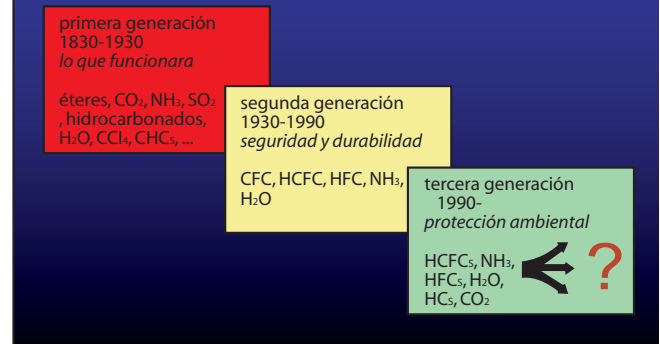 primera generación
1830-1930
lo que funcionara
éteres, CO₂, NH₃, SO₂
, hidrocarbonados,
H₂O, CCl₄, CHCs, ...
segunda generación
1930-1990
seguridad y durabilidad
CFC, HCFC, HFC, NH₃,
H₂O
tercera generación
1990-
protección ambiental
HCFCs, NH₃,
HFCs, H₂O,
HCs, CO₂
?